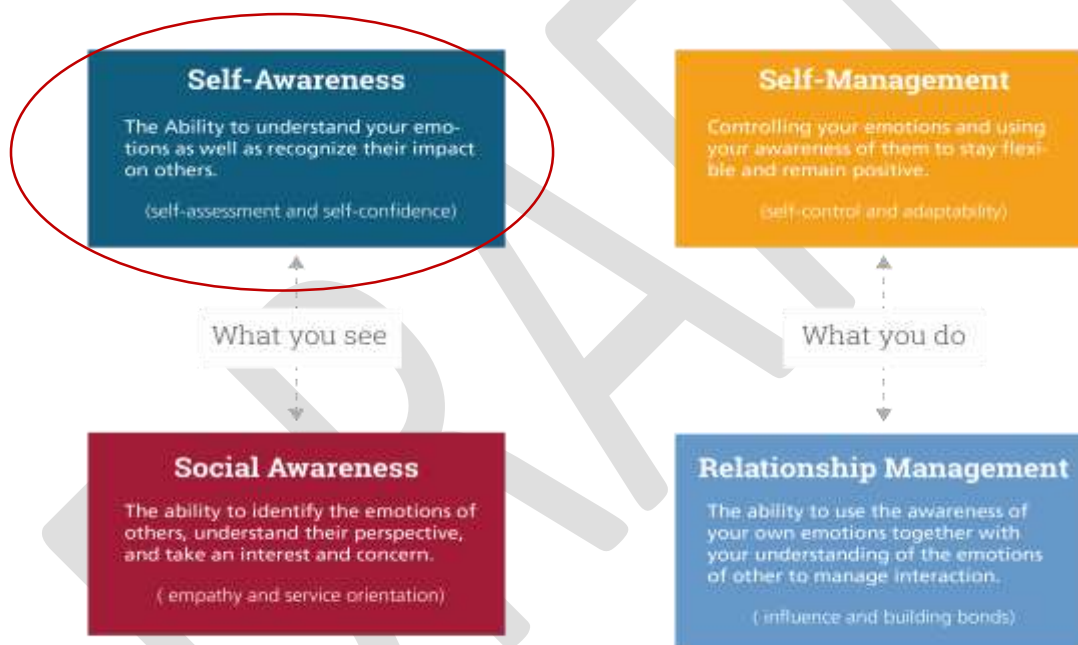 Self-Awareness
The Ability to understand your emo-
tions as well as recognize their impact
on others.
(self-assessment and self-confidence)
Self-Management
Controlling your emotions and using
your awareness of them to stay flexi-
ble and remain positive.
(self-control and adaptability)
What you see
What you do
Social Awareness
The ability to identify the emotions of
others, understand their perspective,
and take an interest and concern.
( empathy and service orientation)
Relationship Management
The ability to use the awareness of
your own emotions together with
your understanding of the emotions
of other to manage interaction.
( influence and building bonds)